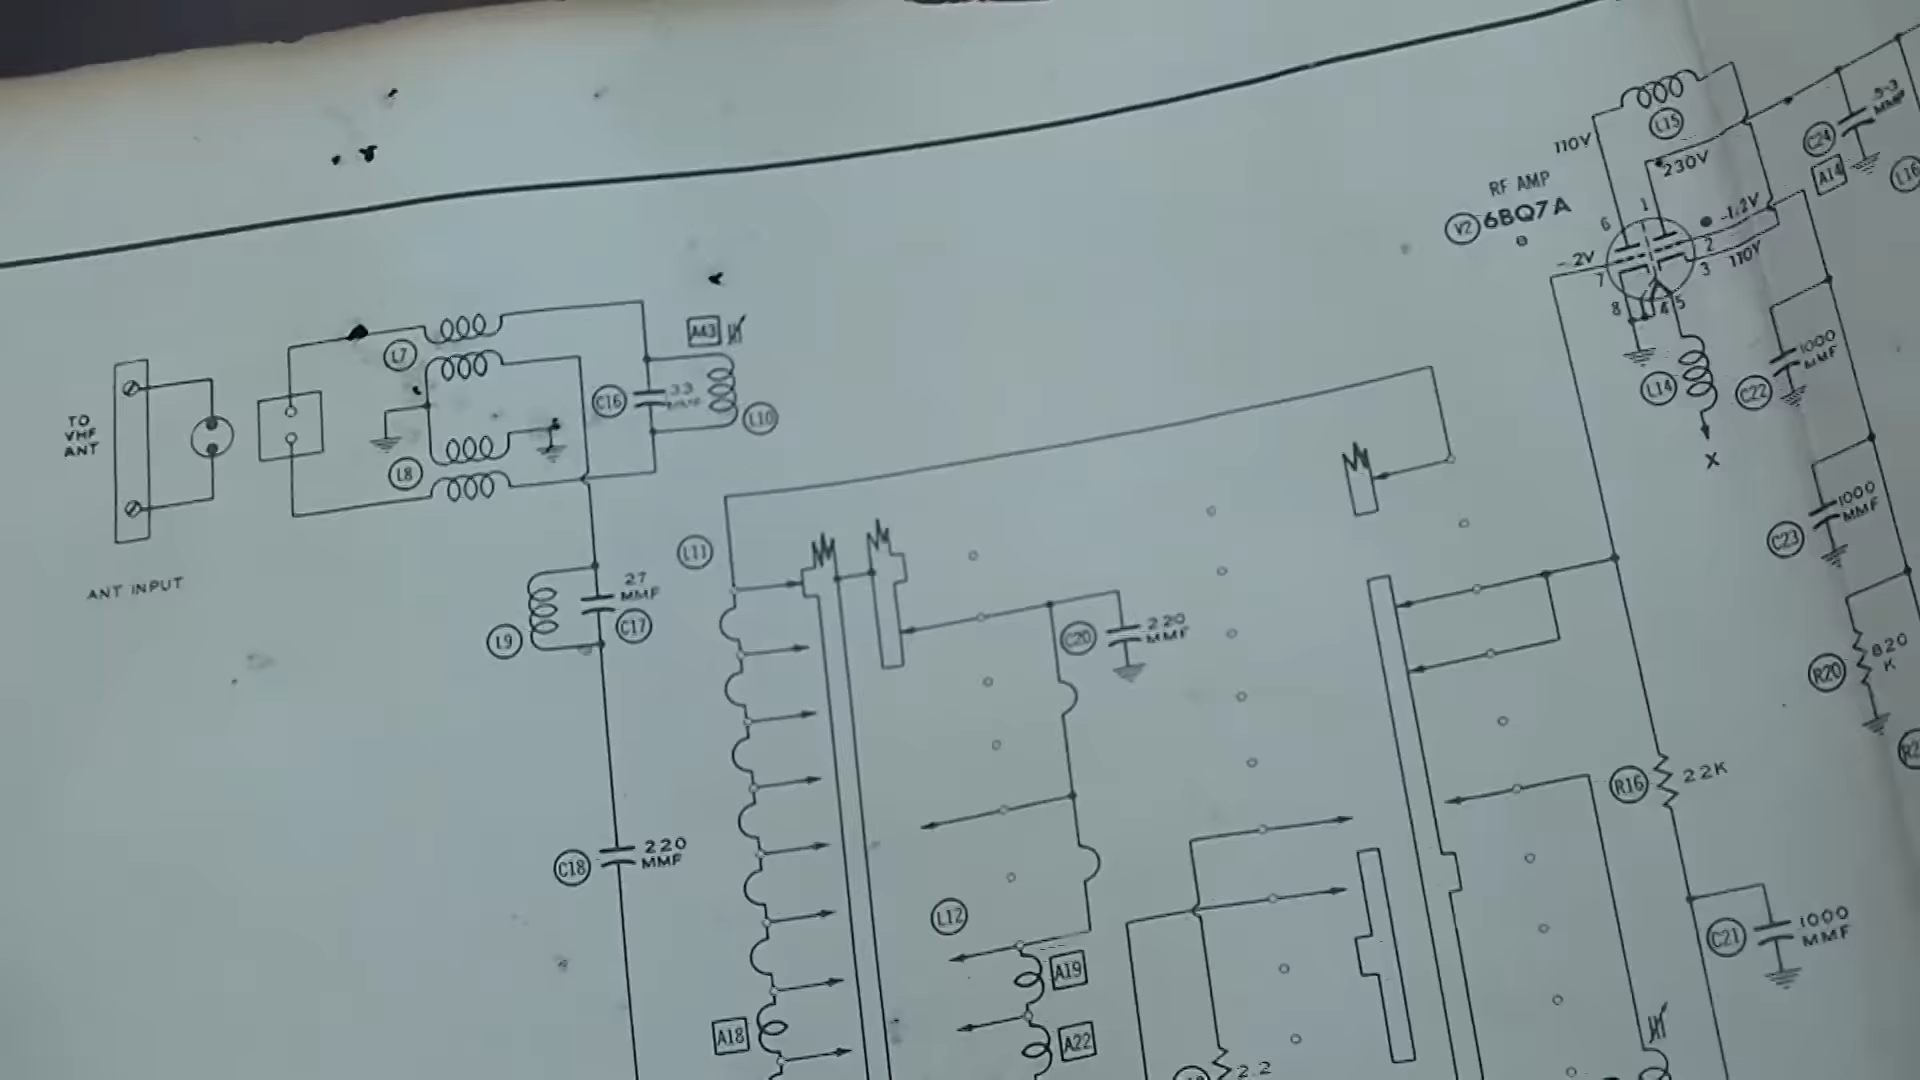 TO
VHF
ANT
ANT INPUT
L7
L8
C16
33
MMF
A43
L10
L9
27
MMF
C17
C18
220
MMF
L11
C20
220
MMF
L12
A18
A19
A22
2.2
RF AMP
V2 6BQ7A
110V
L15
230V
-1.2V
110V
-.2V
1
2
3
4
5
6
7
8
L14
X
C24
MMF
A14
L16
C22
1000
MMF
C23
1000
MMF
R20
820
K
R16
22K
C21
1000
MMF